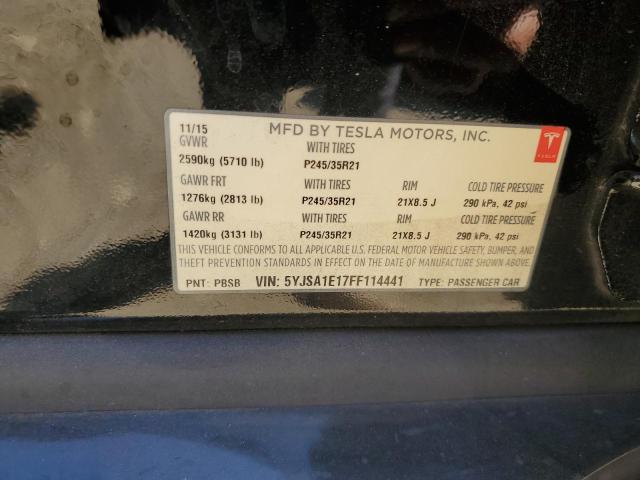 11/15 MFD BY TESLA MOTORS, INC.
GVWR WITH TIRES
2590kg (5710 lb) P245/35R21
GAWR FRT WITH TIRES RIM COLD TIRE PRESSURE
1276kg (2813 lb) P245/35R21 21X8.5 J 290 kPa, 42 psi
GAWR RR WITH TIRES RIM COLD TIRE PRESSURE
1420kg (3131 lb) P245/35R21 21X8.5 J 290 kPa, 42 psi
THIS VEHICLE CONFORMS TO ALL APPLICABLE U.S. FEDERAL MOTOR VEHICLE SAFETY, BUMPER, AND
THEFT PREVENTION STANDARDS IN EFFECT ON THE DATE OF MANUFACTURE SHOWN ABOVE.
PNT: PBSB VIN: 5YJSA1E17FF114441 TYPE: PASSENGER CAR
TESLA